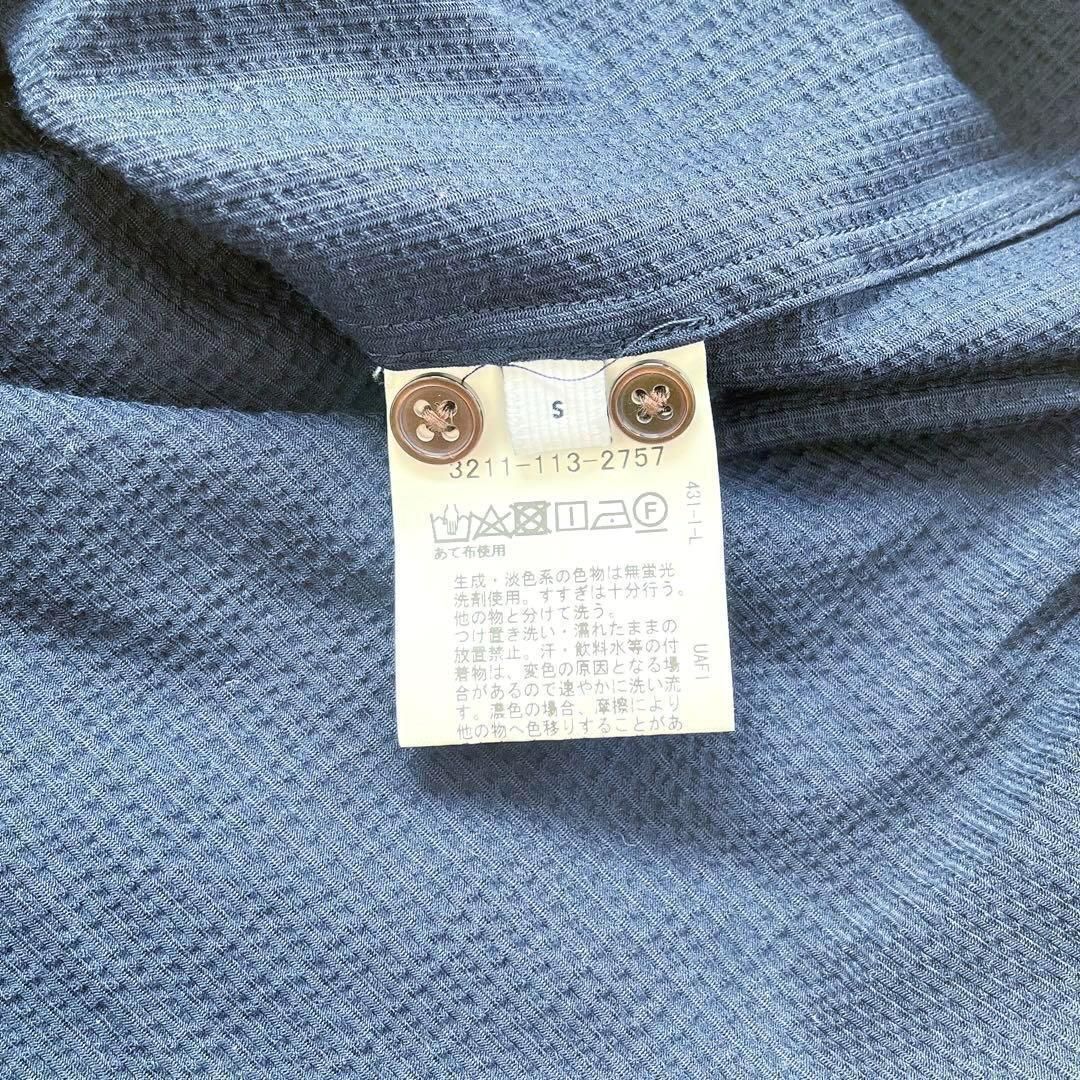 S
3211-113-2757
あて布使用
生成・淡色系の色物は無蛍光
洗剤使用。すすぎは十分行う。
他の物と分けて洗う。
つけ置き洗い・濡れたままの
放置禁止。汗・飲料水等の付
着物は、変色の原因となる場
合があるので速やかに洗い流
す。濃色の場合、摩擦により
他の物へ色移りすることがあ
431-1-L
UAF1
F